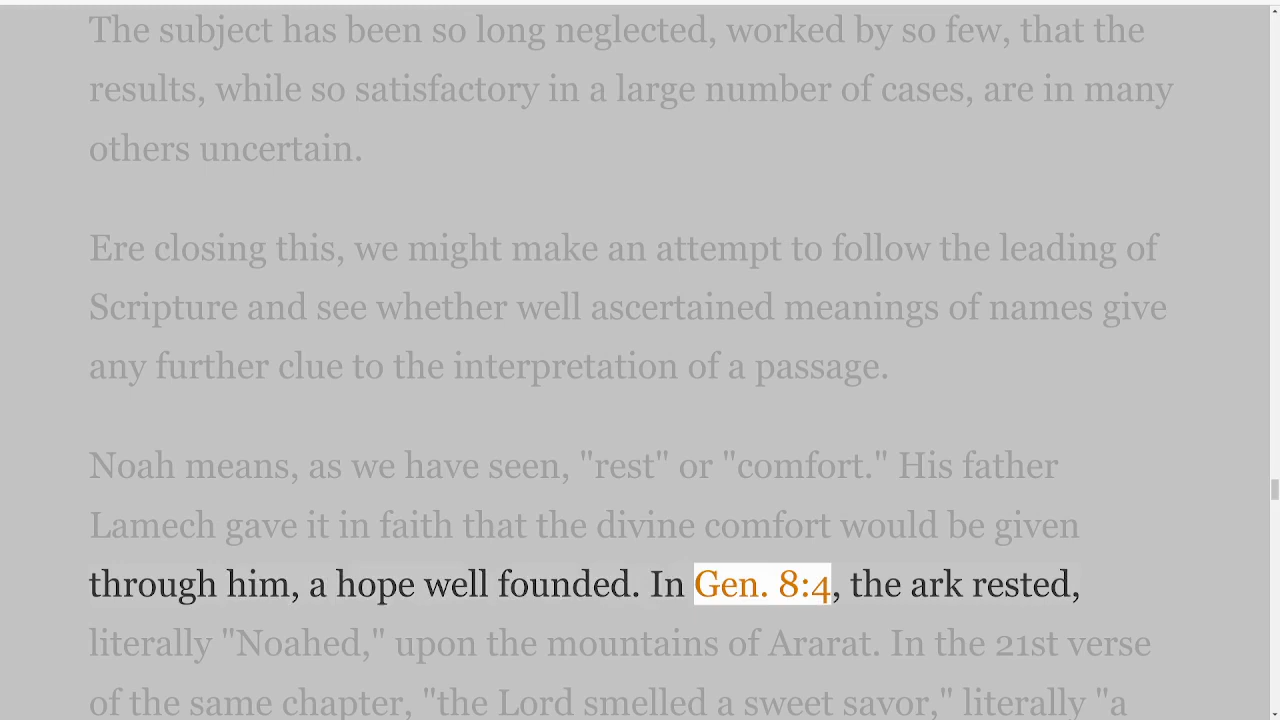 The subject has been so long neglected, worked by so few, that the
results, while so satisfactory in a large number of cases, are in many
others uncertain.
Ere closing this, we might make an attempt to follow the leading of
Scripture and see whether well ascertained meanings of names give
any further clue to the interpretation of a passage.
Noah means, as we have seen, "rest" or "comfort." His father
Lamech gave it in faith that the divine comfort would be given
through him, a hope well founded. In Gen. 8:4, the ark rested,
literally "Noahed," upon the mountains of Ararat. In the 21st verse
of the same chapter, "the Lord smelled a sweet savor," literally "a